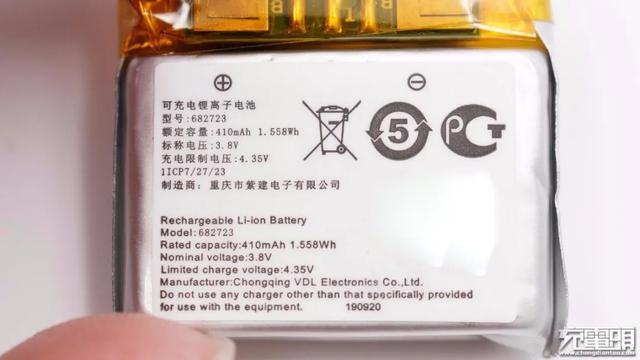 ⊕ ⊖
可充电锂离子电池
型号:682723
额定容量:410mAh 1.558Wh
标称电压:3.8V
充电限制电压:4.35V
1ICP7/27/23
制造商: 重庆市紫建电子有限公司
5
Rechargeable Li-ion Battery
Model:682723
Rated capacity:410mAh 1.558Wh
Nominal voltage:3.8V
Limited charge voltage:4.35V
Manufacturer:Chongqing VDL Electronics Co.,Ltd.
Do not use any charger other than that specifically provided
for use with the equipment. 190920
充電頭
www.chongdiantou.com